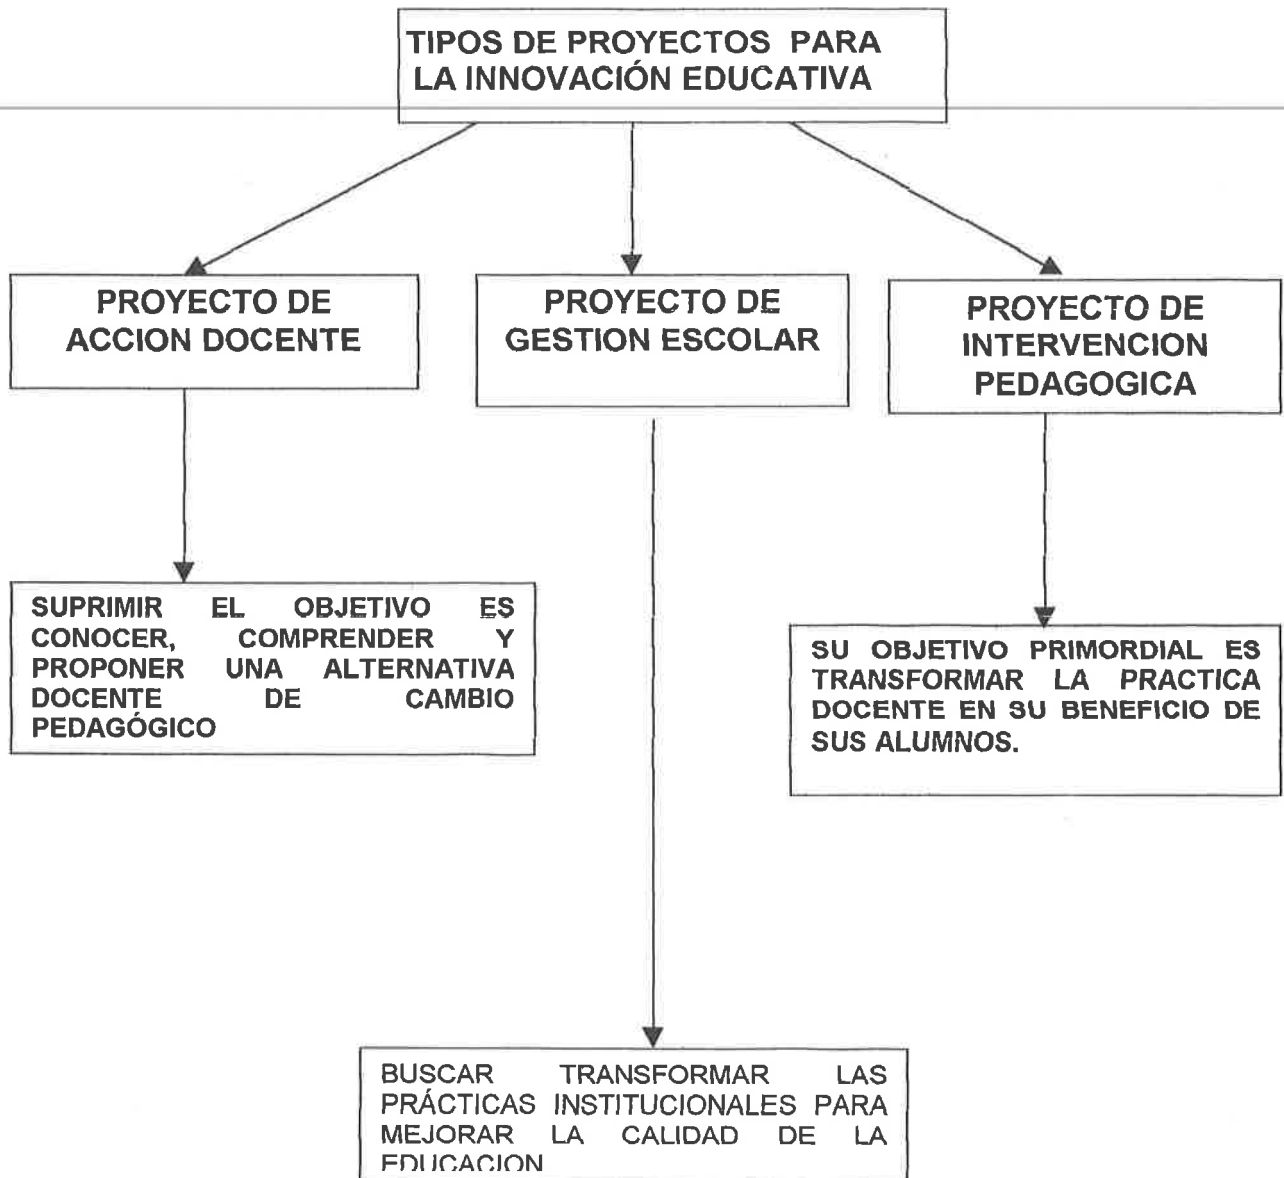 TIPOS DE PROYECTOS PARA
LA INNOVACIÓN EDUCATIVA
PROYECTO DE
ACCION DOCENTE
PROYECTO DE
GESTION ESCOLAR
PROYECTO DE
INTERVENCION
PEDAGOGICA
SUPRIMIR EL OBJETIVO ES
CONOCER, COMPRENDER Y
PROPONER UNA ALTERNATIVA
DOCENTE DE CAMBIO
PEDAGÓGICO
SU OBJETIVO PRIMORDIAL ES
TRANSFORMAR LA PRACTICA
DOCENTE EN SU BENEFICIO DE
SUS ALUMNOS.
BUSCAR TRANSFORMAR LAS
PRÁCTICAS INSTITUCIONALES PARA
MEJORAR LA CALIDAD DE LA
EDUCACION